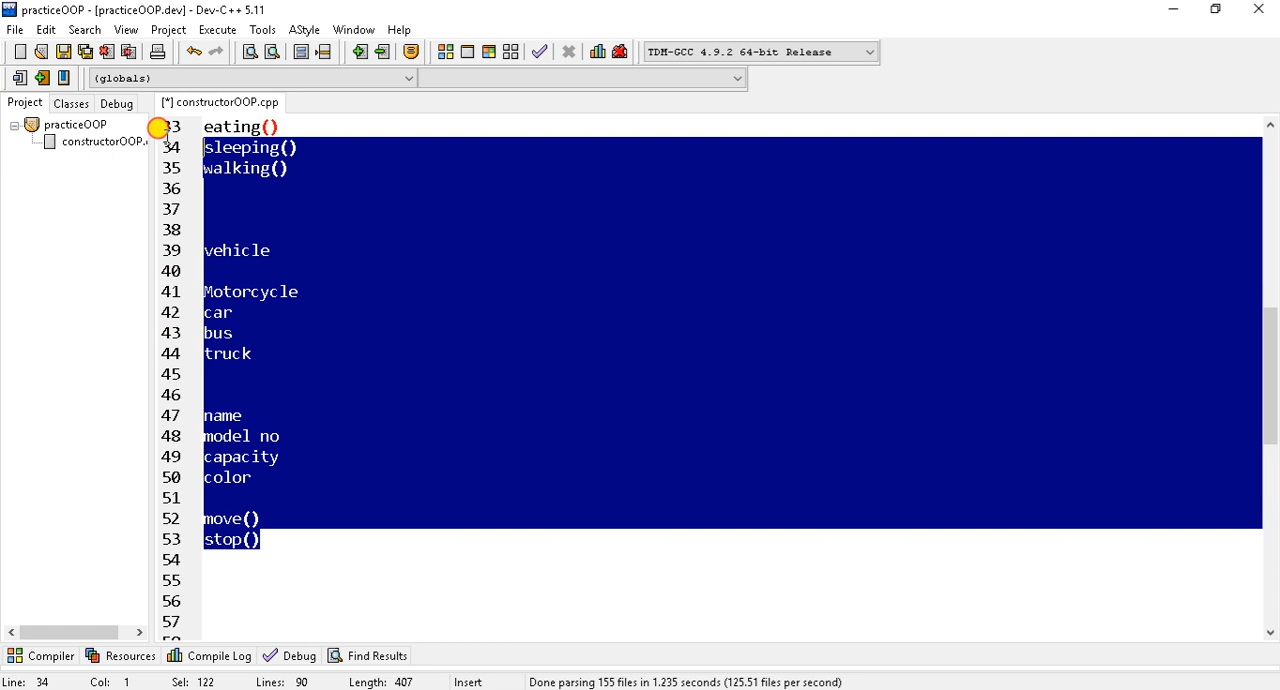 practiceOOP - [practiceOOP.dev] - Dev-C++ 5.11
File Edit Search View Project Execute Tools AStyle Window Help
TDM-GCC 4.9.2 64-bit Release
(globals)
Project Classes Debug [*] constructorOOP.cpp
practiceOOP
constructorOOP.
33 eating()
34 sleeping()
35 walking()
36
37
38
39 vehicle
40
41 Motorcycle
42 car
43 bus
44 truck
45
46
47 name
48 model no
49 capacity
50 color
51
52 move()
53 stop()
54
55
56
57
Compiler Resources Compile Log Debug Find Results
Line: 34 Col: 1 Sel: 122 Lines: 90 Length: 407 Insert Done parsing 155 files in 1.235 seconds (125.51 files per second)